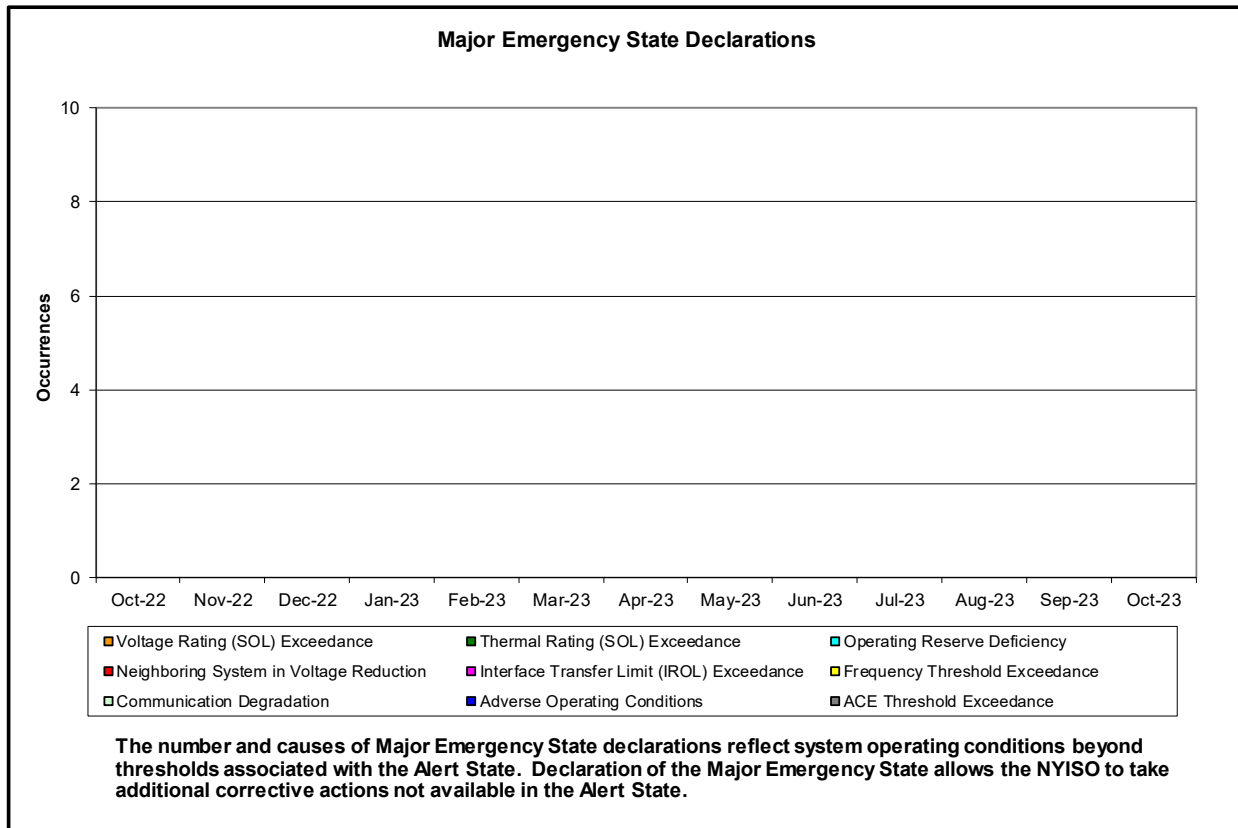 Major Emergency State Declarations
10
8
6
4
2
0
Occurrences
Oct-22 Nov-22 Dec-22 Jan-23 Feb-23 Mar-23 Apr-23 May-23 Jun-23 Jul-23 Aug-23 Sep-23 Oct-23
Voltage Rating (SOL) Exceedance Thermal Rating (SOL) Exceedance Operating Reserve Deficiency
Neighboring System in Voltage Reduction Interface Transfer Limit (IROL) Exceedance Frequency Threshold Exceedance
Communication Degradation Adverse Operating Conditions ACE Threshold Exceedance
The number and causes of Major Emergency State declarations reflect system operating conditions beyond
thresholds associated with the Alert State. Declaration of the Major Emergency State allows the NYISO to take
additional corrective actions not available in the Alert State.